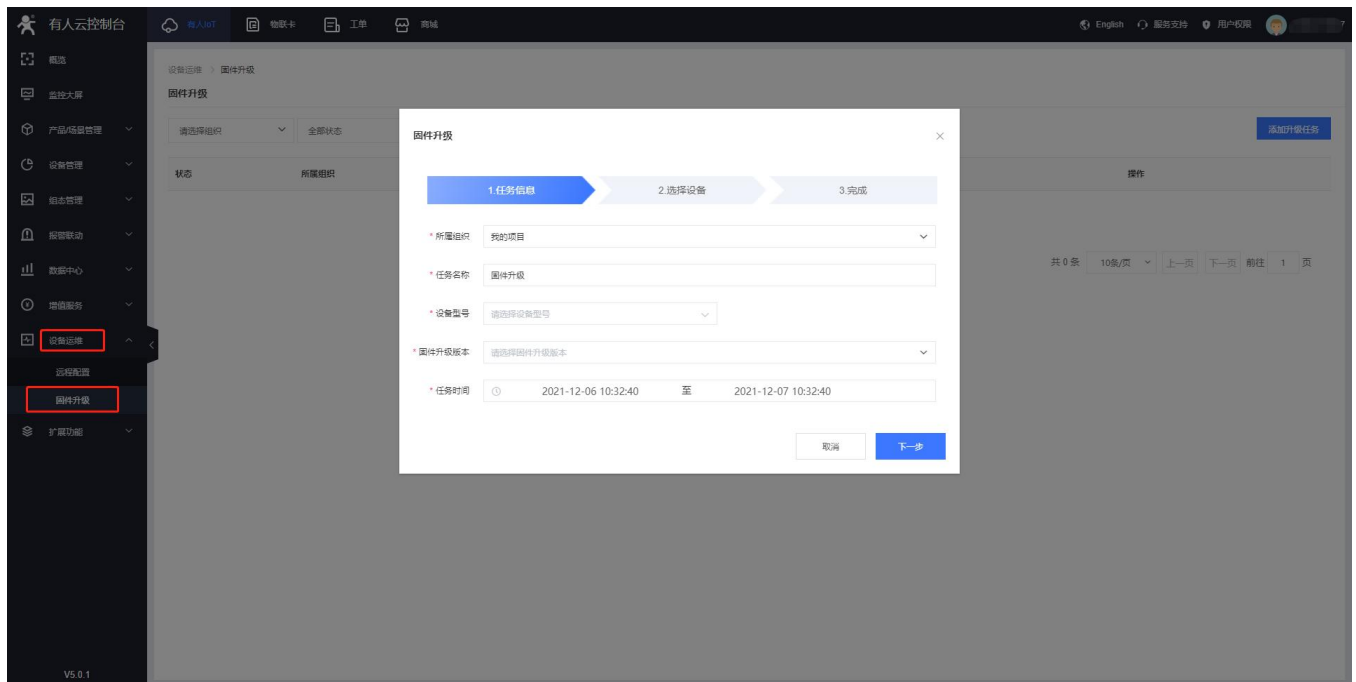 有人云控制台
有人IoT
物联卡
工单
商城
English
服务支持
用户权限
7
概览
监控大屏
产品/场景管理
设备管理
组态管理
报警联动
数据中心
增值服务
设备运维
远程配置
固件升级
扩展功能
V5.0.1
设备运维 > 固件升级
固件升级
请选择组织
全部状态
添加升级任务
状态
所属组织
操作
共 0 条
10条/页
上一页
下一页
前往 1 页
固件升级
1.任务信息
2.选择设备
3.完成
* 所属组织 我的项目
* 任务名称 固件升级
* 设备型号 请选择设备型号
* 固件升级版本 请选择固件升级版本
* 任务时间 2021-12-06 10:32:40 至 2021-12-07 10:32:40
取消
下一步